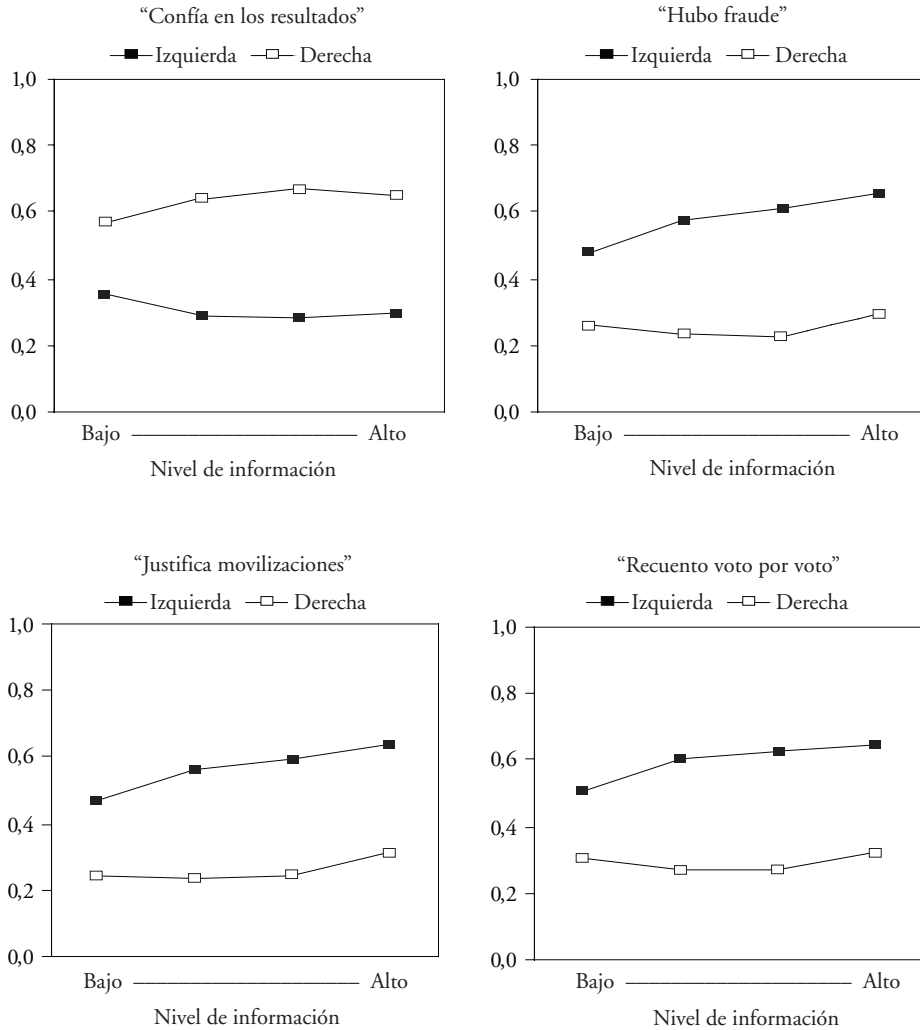 “Confía en los resultados”
Izquierda Derecha
1,0
0,8
0,6
0,4
0,2
0,0
Bajo Alto
Nivel de información
“Hubo fraude”
Izquierda Derecha
1,0
0,8
0,6
0,4
0,2
0,0
Bajo Alto
Nivel de información
“Justifica movilizaciones”
Izquierda Derecha
1,0
0,8
0,6
0,4
0,2
0,0
Bajo Alto
Nivel de información
“Recuento voto por voto”
Izquierda Derecha
1,0
0,8
0,6
0,4
0,2
0,0
Bajo Alto
Nivel de información